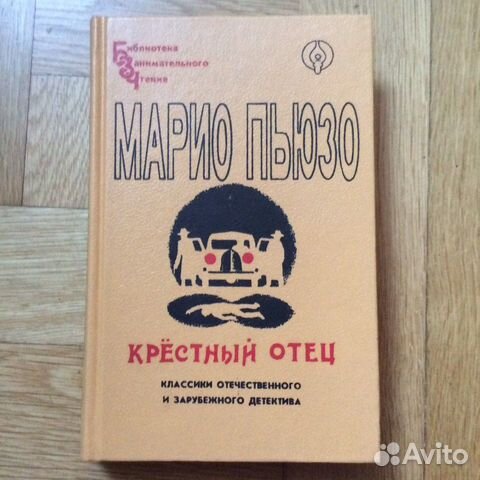 Библиотека
Занимательного
Чтения
МАРИО ПЬЮЗО
КРЁСТНЫЙ ОТЕЦ
КЛАССИКИ ОТЕЧЕСТВЕННОГО
И ЗАРУБЕЖНОГО ДЕТЕКТИВА
Avito